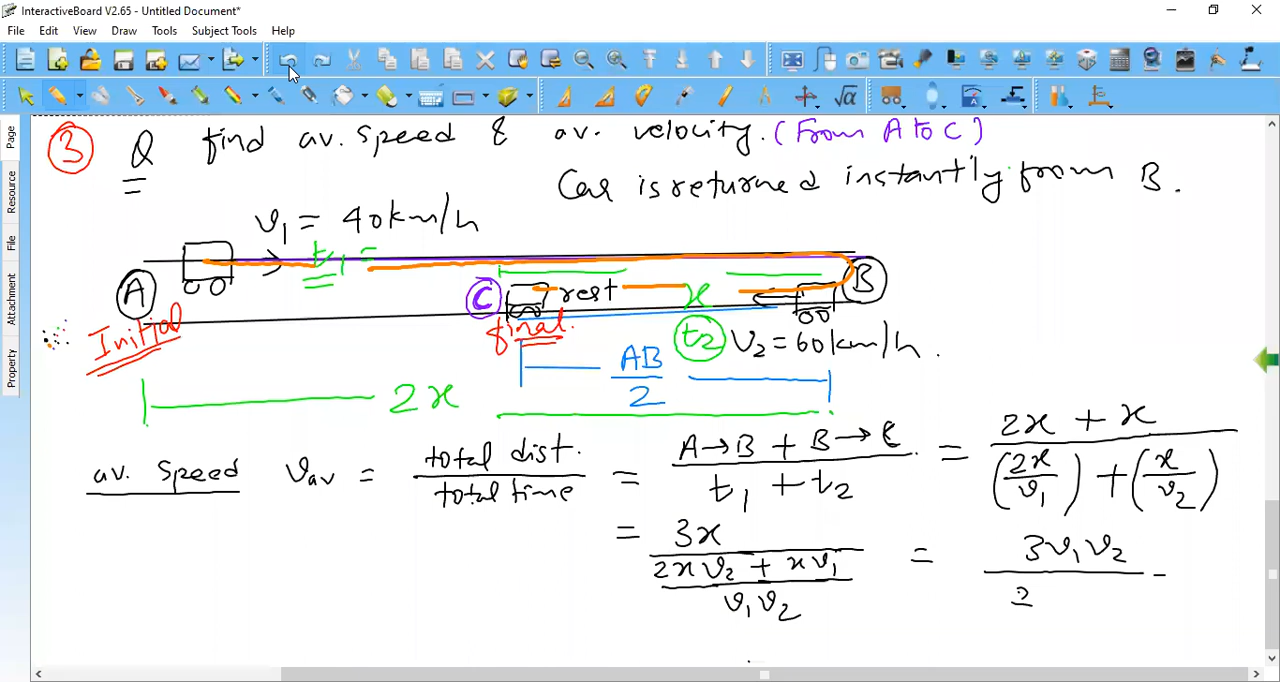 InteractiveBoard V2.65 - Untitled Document*
File Edit View Draw Tools Subject Tools Help
Page
Resource
File
Attachment
Property
3 Q find av. speed & av. velocity. (From A to C)
Car is returned instantly from B.
v₁ = 40km/h
t₁ =
A B
C rest x
Initial final.
t₂ v₂ = 60km/h.
AB/2
2x
av. speed vav = total dist./total time = (A→B + B→C)/(t₁ + t₂) = (2x + x)/((2x/v₁) + (x/v₂))
= 3x/((2xv₂ + xv₁)/(v₁v₂)) = 3v₁v₂/2 -